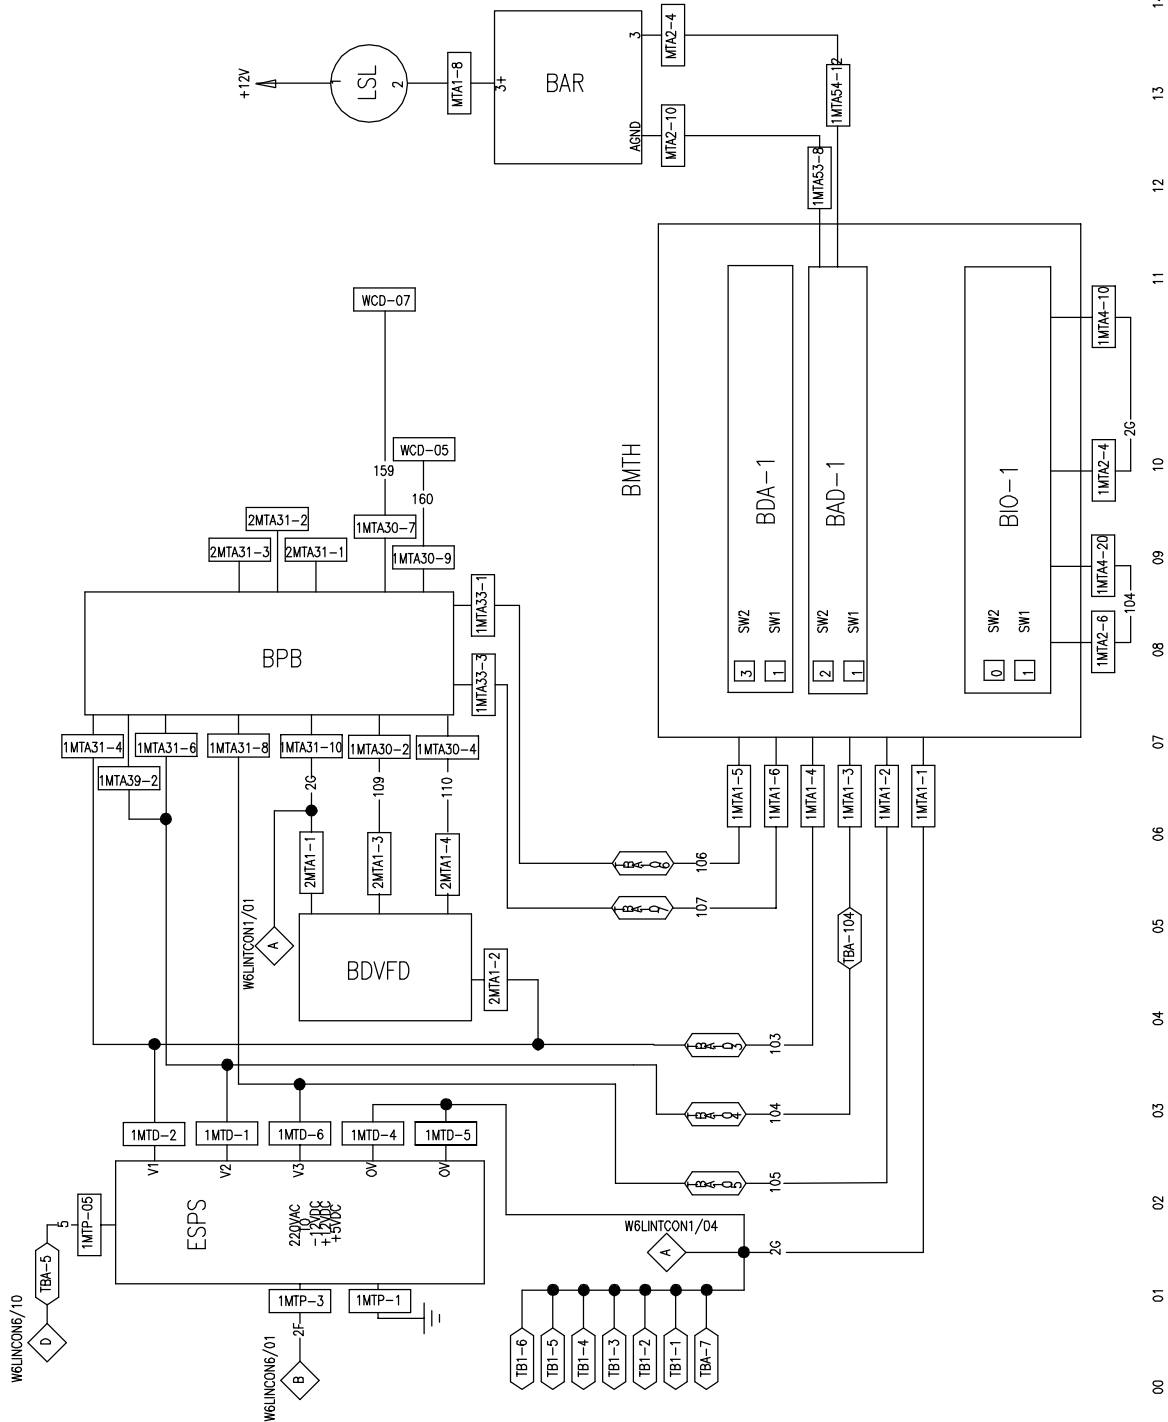 +12V
1
LSL
2
MTA1-8
3+
BAR
3
AGND
MTA2-4
MTA2-10
1MTA54-12
1MTA53-8
14
13
12
11
10
09
08
07
06
05
04
03
02
01
00
WCD-07
WCD-05
159
160
2MTA31-2
2MTA31-3
2MTA31-1
1MTA30-7
1MTA30-9
BPB
1MTA33-1
1MTA33-3
1MTA31-4
1MTA39-2
1MTA31-6
1MTA31-8
1MTA31-10
1MTA30-2
1MTA30-4
2G
109
110
2MTA1-1
2MTA1-3
2MTA1-4
W6LINTCON1/01
A
BDVFD
2MTA1-2
BMTH
BDA-1
SW2
3
SW1
1
BAD-1
SW2
2
SW1
1
BIO-1
SW2
0
SW1
1
1MTA4-10
2G
1MTA2-4
1MTA4-20
104
1MTA2-6
1MTA1-5
1MTA1-6
1MTA1-4
1MTA1-3
1MTA1-2
1MTA1-1
106
107
TBA-104
103
104
105
1MTD-2
1MTD-1
1MTD-6
1MTD-4
1MTD-5
V1
V2
V3
OV
OV
ESPS
220VAC
TO
-12VDC
+12VDC
+5VDC
1MTP-05
5
TBA-5
D
W6LINCON6/10
1MTP-3
1MTP-1
2F
B
W6LINCON6/01
W6LINTCON1/04
A
2G
TB1-6
TB1-5
TB1-4
TB1-3
TB1-2
TB1-1
TBA-7